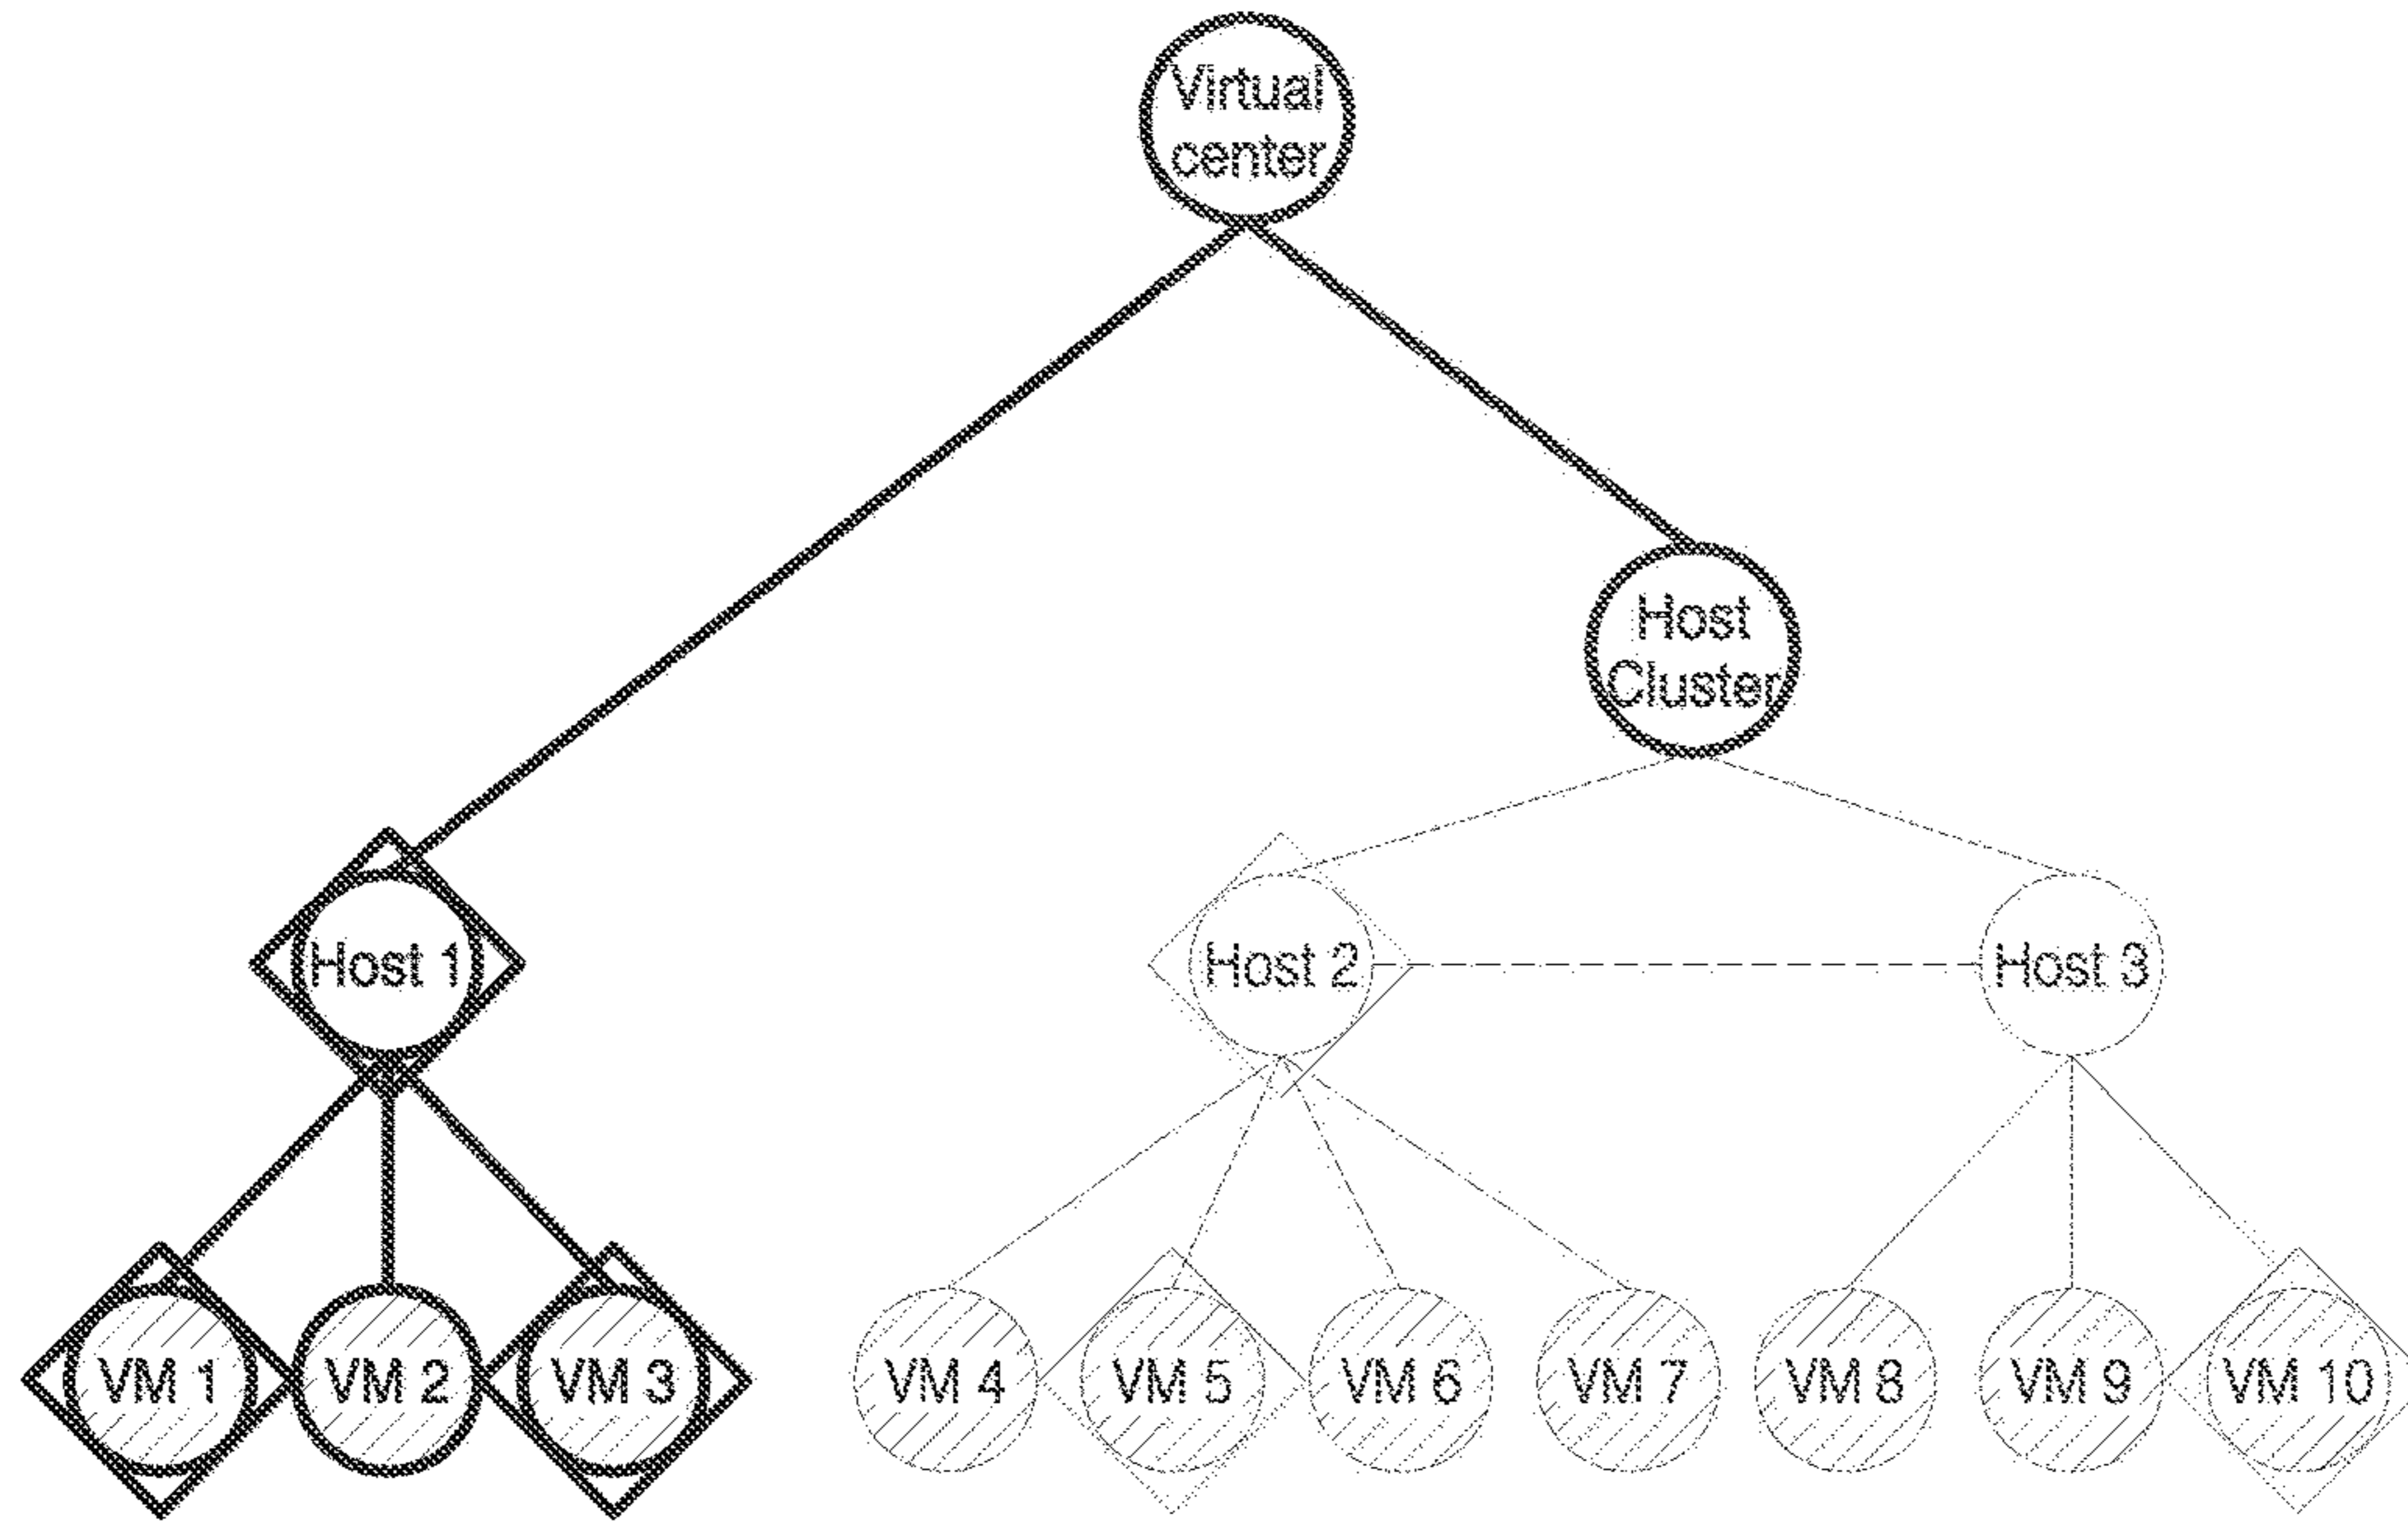 Virtual
center
Host
Cluster
Host 1
Host 2
Host 3
VM 1
VM 2
VM 3
VM 4
VM 5
VM 6
VM 7
VM 8
VM 9
VM 10